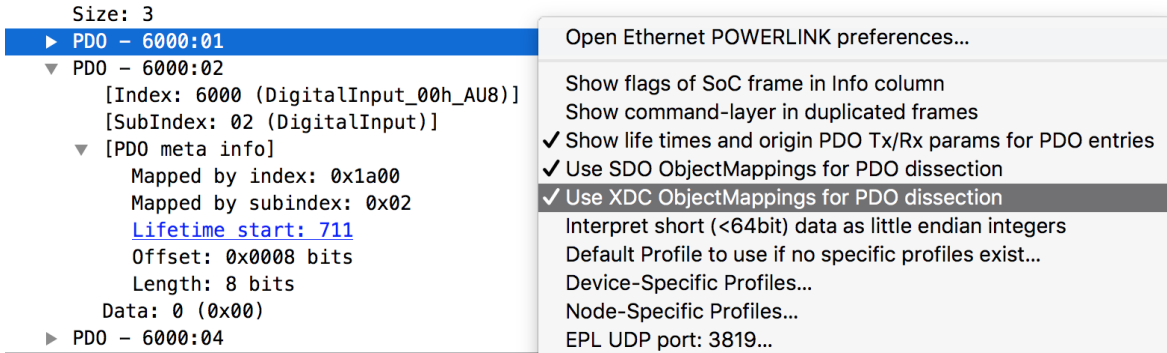 Size: 3
PDO - 6000:01
PDO - 6000:02
[Index: 6000 (DigitalInput_00h_AU8)]
[SubIndex: 02 (DigitalInput)]
[PDO meta info]
Mapped by index: 0x1a00
Mapped by subindex: 0x02
Lifetime start: 711
Offset: 0x0008 bits
Length: 8 bits
Data: 0 (0x00)
PDO - 6000:04
Open Ethernet POWERLINK preferences...
Show flags of SoC frame in Info column
Show command-layer in duplicated frames
✓ Show life times and origin PDO Tx/Rx params for PDO entries
✓ Use SDO ObjectMappings for PDO dissection
✓ Use XDC ObjectMappings for PDO dissection
Interpret short (<64bit) data as little endian integers
Default Profile to use if no specific profiles exist...
Device-Specific Profiles...
Node-Specific Profiles...
EPL UDP port: 3819...